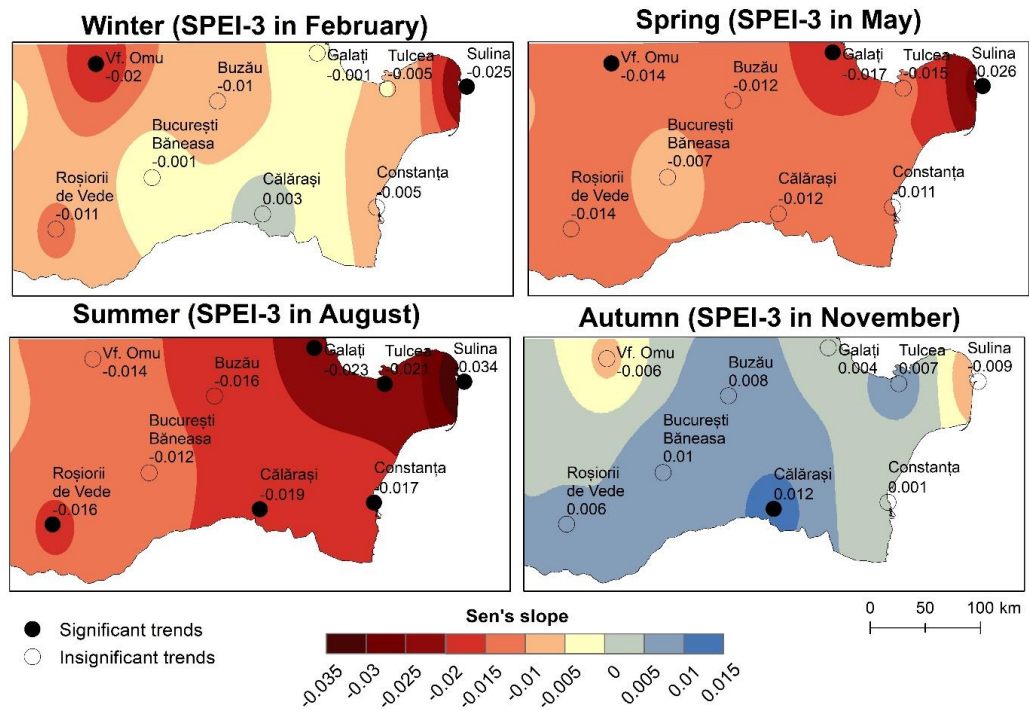 Winter (SPEI-3 in February)
Vf. Omu
-0.02
Buzău
-0.01
Galați
-0.001
Tulcea
-0.005
Sulina
-0.025
București
Băneasa
-0.001
Roșiorii
de Vede
-0.011
Călărași
0.003
Constanța
-0.005
Spring (SPEI-3 in May)
Vf. Omu
-0.014
Buzău
-0.012
Galați
-0.017
Tulcea
-0.015
Sulina
-0.026
București
Băneasa
-0.007
Roșiorii
de Vede
-0.014
Călărași
-0.012
Constanța
-0.011
Summer (SPEI-3 in August)
Vf. Omu
-0.014
Buzău
-0.016
Galați
-0.023
Tulcea
-0.021
Sulina
-0.034
București
Băneasa
-0.012
Roșiorii
de Vede
-0.016
Călărași
-0.019
Constanța
-0.017
Autumn (SPEI-3 in November)
Vf. Omu
-0.006
Buzău
0.008
Galați
0.004
Tulcea
0.007
Sulina
-0.009
București
Băneasa
0.01
Roșiorii
de Vede
0.006
Călărași
0.012
Constanța
0.001
Significant trends
Insignificant trends
Sen's slope
-0.035 -0.03 -0.025 -0.02 -0.015 -0.01 -0.005 0 0.005 0.01 0.015
0 50 100 km